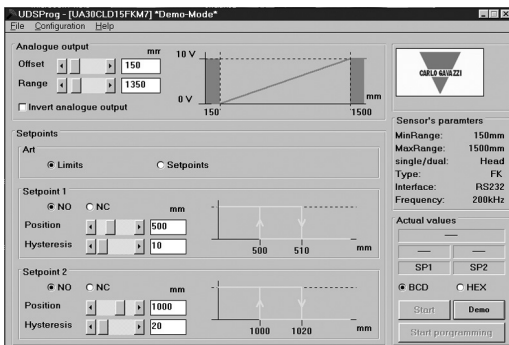 UDSProg - [UA30CLD15FKM7] *Demo-Mode*
File Configuration Help
Analogue output
mm
Offset 150
Range 1350
Invert analogue output
10 V
0 V
mm
150 1500
CARLO GAVAZZI
Setpoints
Art
Limits Setpoints
Setpoint 1
NO NC mm
Position 500
Hysteresis 10
500 510 mm
Setpoint 2
NO NC mm
Position 1000
Hysteresis 20
1000 1020 mm
Sensor's paramters
MinRange: 150mm
MaxRange: 1500mm
single/dual: Head
Type: FK
Interface: RS232
Frequency: 200kHz
Actual values
—
— —
SP1 SP2
BCD HEX
Start Demo
Start porgramming